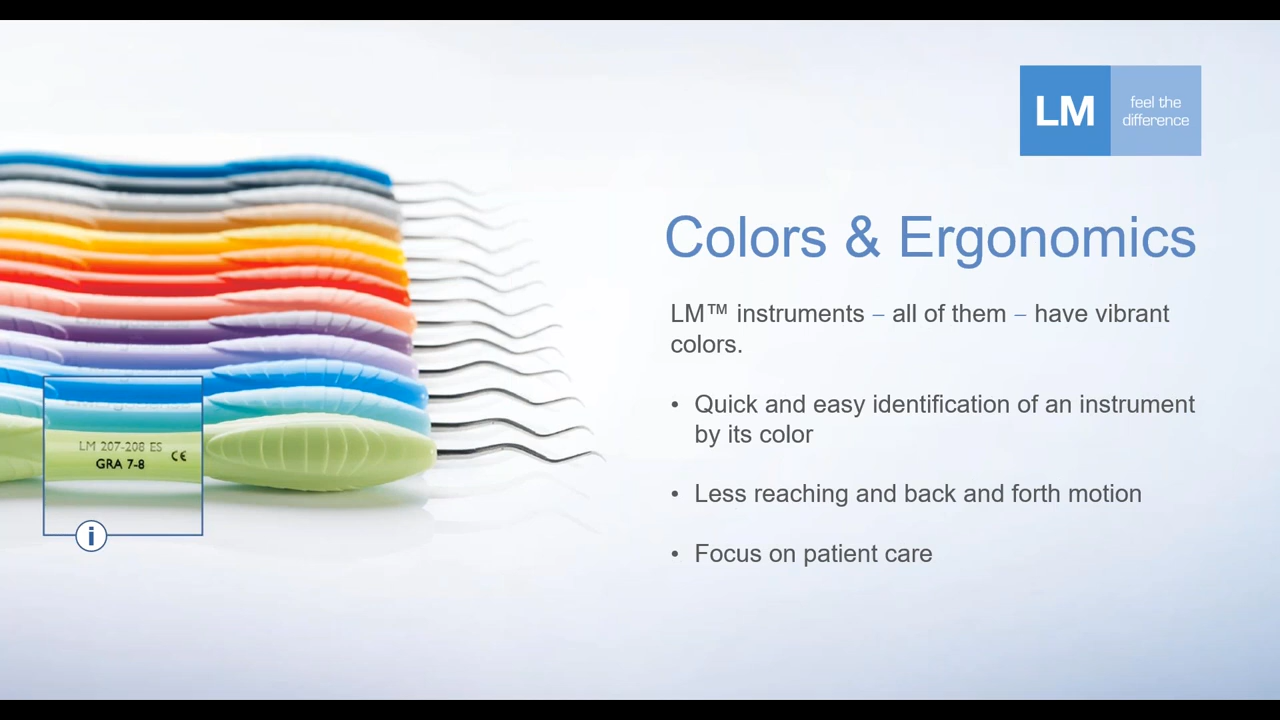 LM
feel the
difference
Colors & Ergonomics
LM™ instruments – all of them – have vibrant
colors.
• Quick and easy identification of an instrument
by its color
• Less reaching and back and forth motion
• Focus on patient care
LM 207-208 ES
GRA 7-8
CE
i